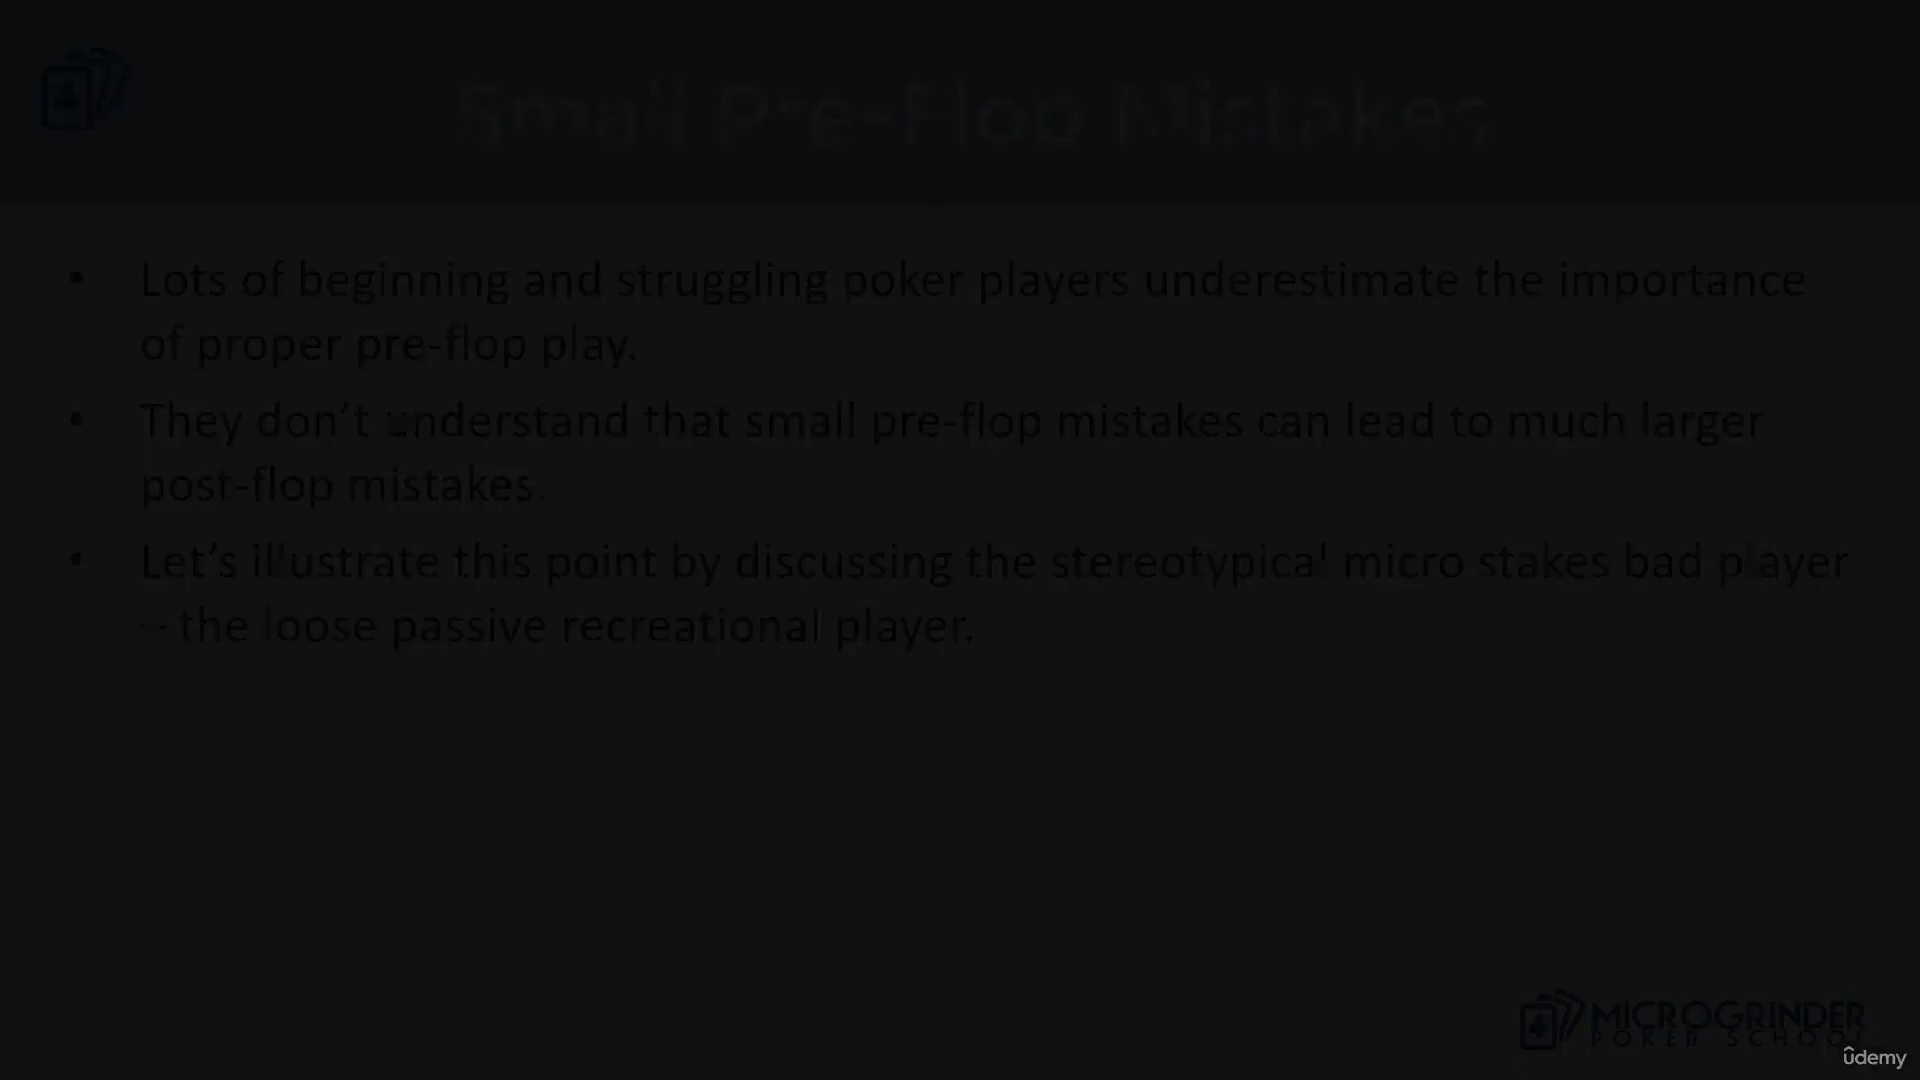 Small Pre-Flop Mistakes
• Lots of beginning and struggling poker players underestimate the importance
of proper pre-flop play.
• They don’t understand that small pre-flop mistakes can lead to much larger
post-flop mistakes.
• Let’s illustrate this point by discussing the stereotypical micro stakes bad player
– the loose passive recreational player.
MICROGRINDER
POKER SCHOOL
ûdemy